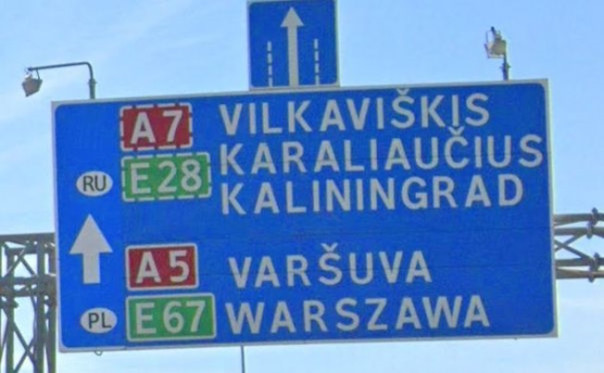 A7 VILKAVIŠKIS
RU E28 KARALIAUČIUS
KALININGRAD
A5 VARŠUVA
PL E67 WARSZAWA